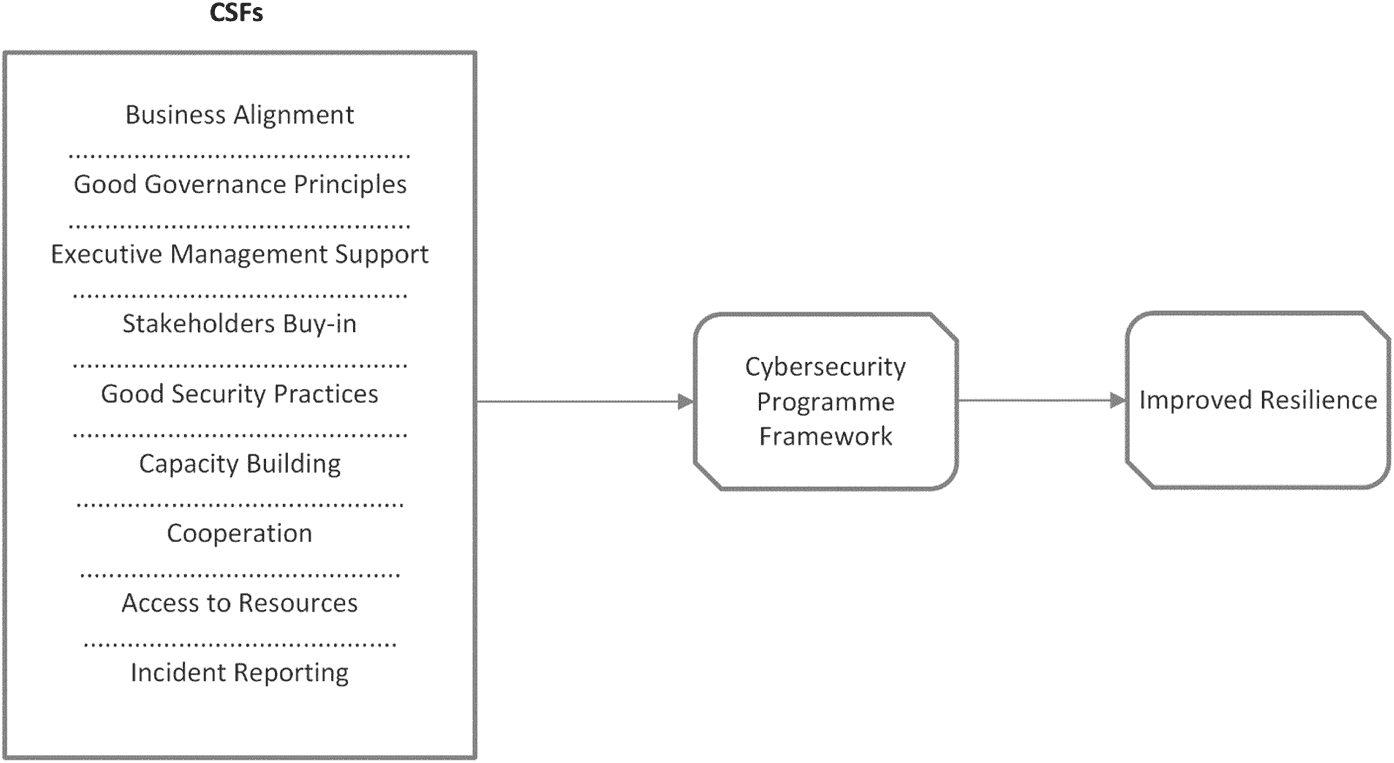 CSFs
Business Alignment
Good Governance Principles
Executive Management Support
Stakeholders Buy-in
Good Security Practices
Capacity Building
Cooperation
Access to Resources
Incident Reporting
Cybersecurity
Programme
Framework
Improved Resilience